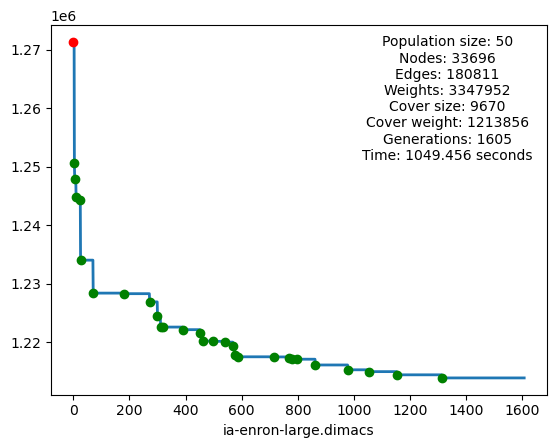 1e6
Population size: 50
Nodes: 33696
Edges: 180811
Weights: 3347952
Cover size: 9670
Cover weight: 1213856
Generations: 1605
Time: 1049.456 seconds
1.27
1.26
1.25
1.24
1.23
1.22
0 200 400 600 800 1000 1200 1400 1600
ia-enron-large.dimacs